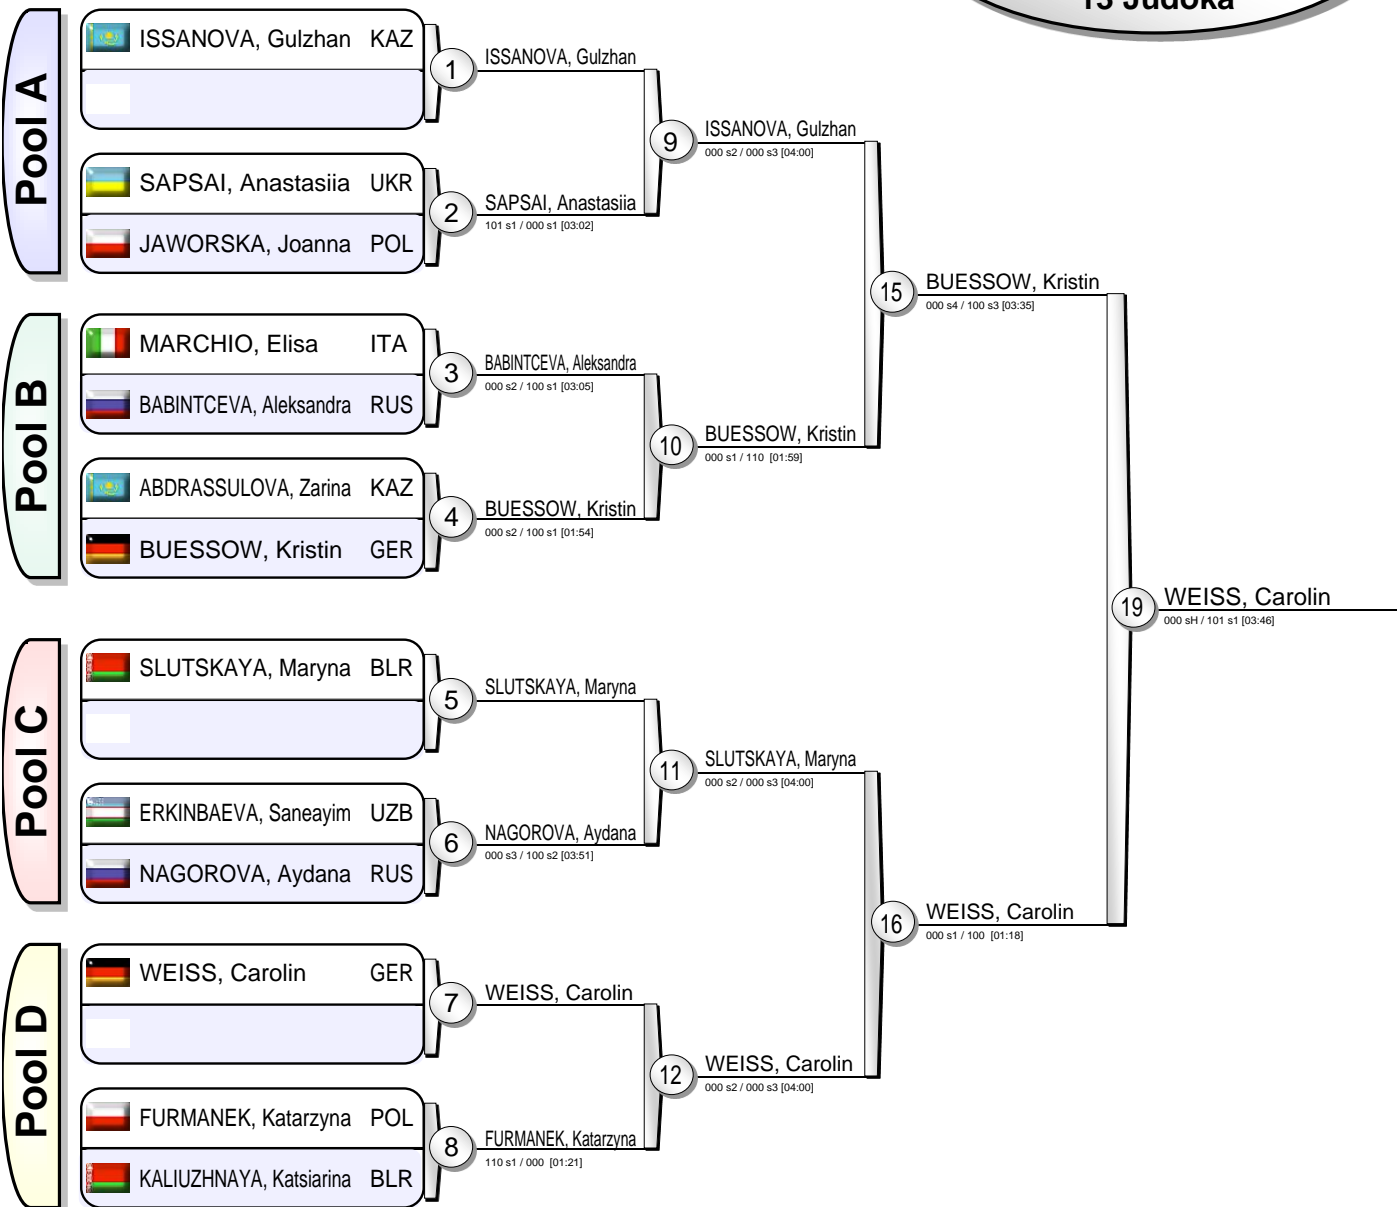 13 Judoka
Pool A
ISSANOVA, Gulzhan KAZ
SAPSAI, Anastasiia UKR
JAWORSKA, Joanna POL
Pool B
MARCHIO, Elisa ITA
BABINTCEVA, Aleksandra RUS
ABDRASSULOVA, Zarina KAZ
BUESSOW, Kristin GER
Pool C
SLUTSKAYA, Maryna BLR
ERKINBAEVA, Saneayim UZB
NAGOROVA, Aydana RUS
Pool D
WEISS, Carolin GER
FURMANEK, Katarzyna POL
KALIUZHNAYA, Katsiarina BLR
1 ISSANOVA, Gulzhan
2 SAPSAI, Anastasiia
101 s1 / 000 s1 [03:02]
3 BABINTCEVA, Aleksandra
000 s2 / 100 s1 [03:05]
4 BUESSOW, Kristin
000 s2 / 100 s1 [01:54]
5 SLUTSKAYA, Maryna
6 NAGOROVA, Aydana
000 s3 / 100 s2 [03:51]
7 WEISS, Carolin
8 FURMANEK, Katarzyna
110 s1 / 000 [01:21]
9 ISSANOVA, Gulzhan
000 s2 / 000 s3 [04:00]
10 BUESSOW, Kristin
000 s1 / 110 [01:59]
11 SLUTSKAYA, Maryna
000 s2 / 000 s3 [04:00]
12 WEISS, Carolin
000 s2 / 000 s3 [04:00]
15 BUESSOW, Kristin
000 s4 / 100 s3 [03:35]
16 WEISS, Carolin
000 s1 / 100 [01:18]
19 WEISS, Carolin
000 sH / 101 s1 [03:46]